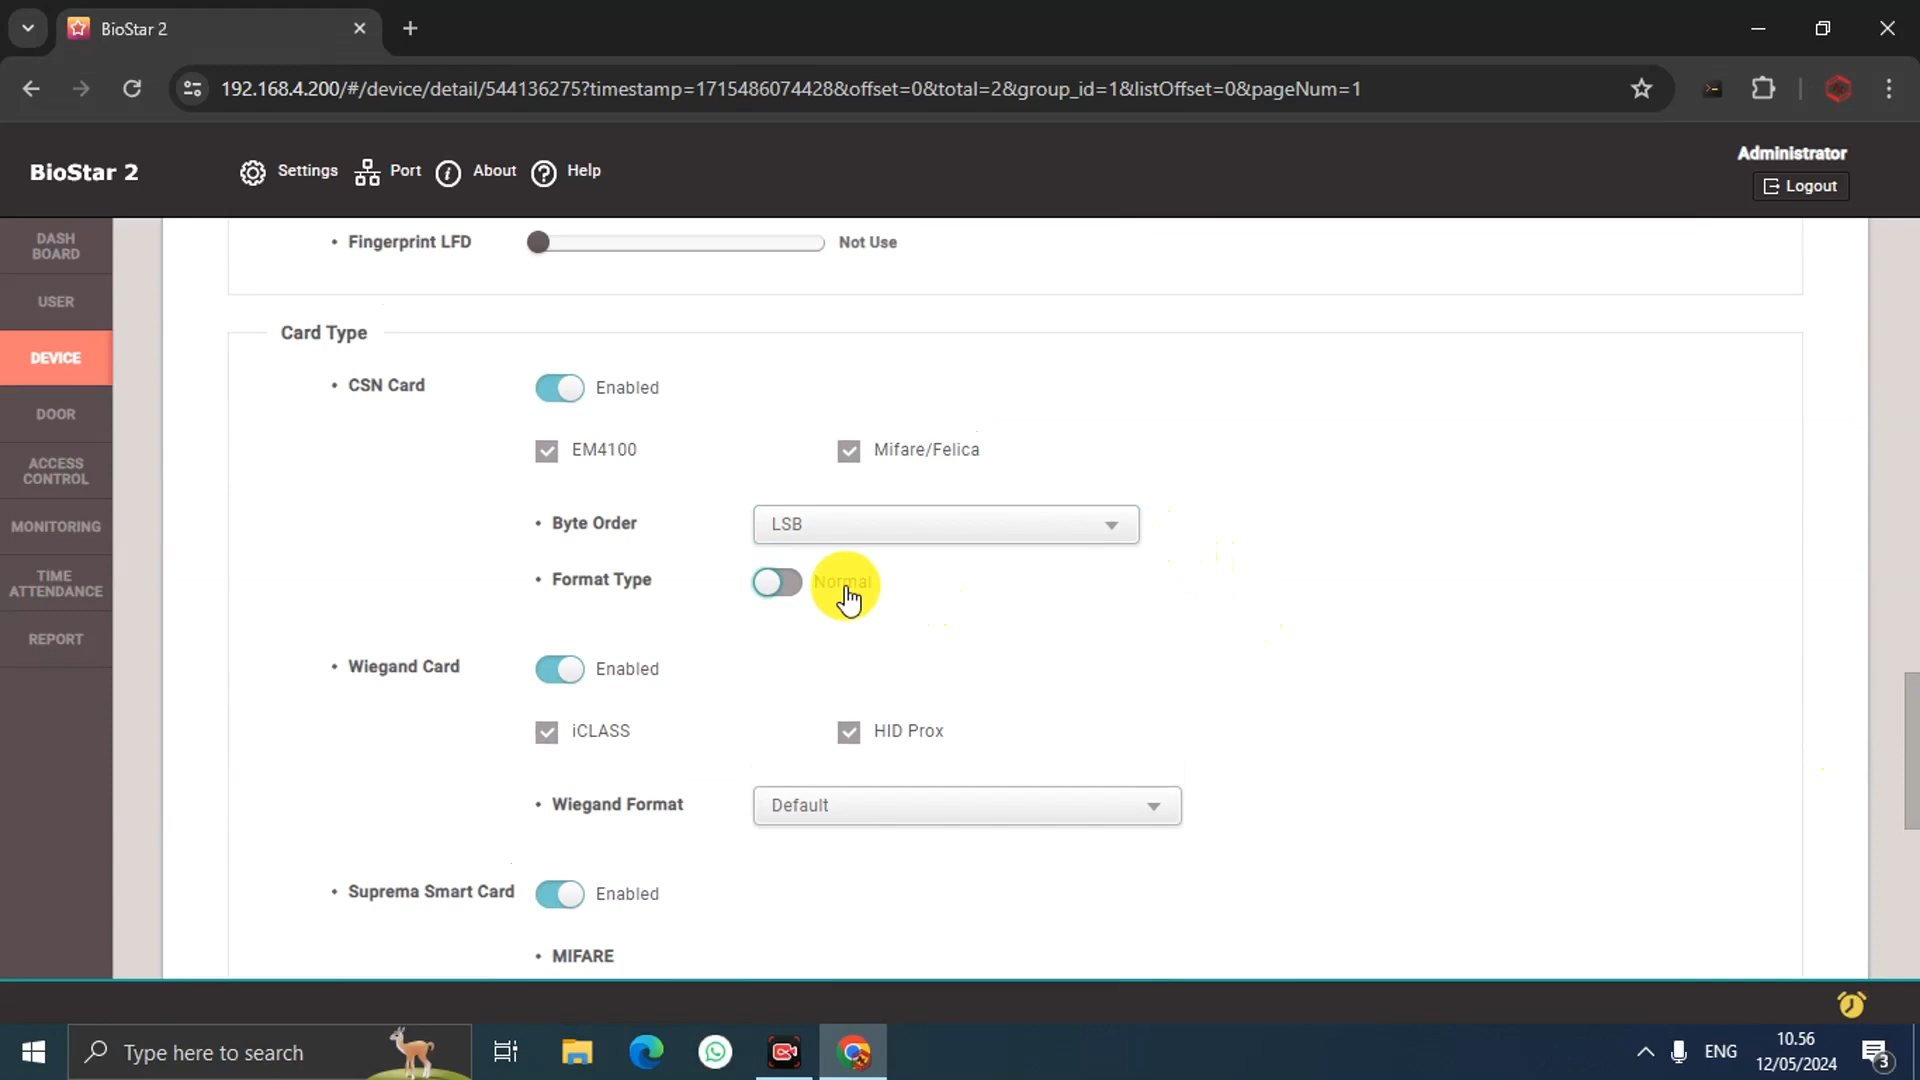 BioStar 2
192.168.4.200/#/device/detail/544136275?timestamp=1715486074428&offset=0&total=2&group_id=1&listOffset=0&pageNum=1
BioStar 2
Settings
Port
About
Help
Administrator
Logout
DASH
BOARD
USER
DEVICE
DOOR
ACCESS
CONTROL
MONITORING
TIME
ATTENDANCE
REPORT
Fingerprint LFD
Not Use
Card Type
CSN Card
Enabled
EM4100
Mifare/Felica
Byte Order
LSB
Format Type
Normal
Wiegand Card
Enabled
iCLASS
HID Prox
Wiegand Format
Default
Suprema Smart Card
Enabled
MIFARE
Type here to search
ENG
10.56
12/05/2024
3